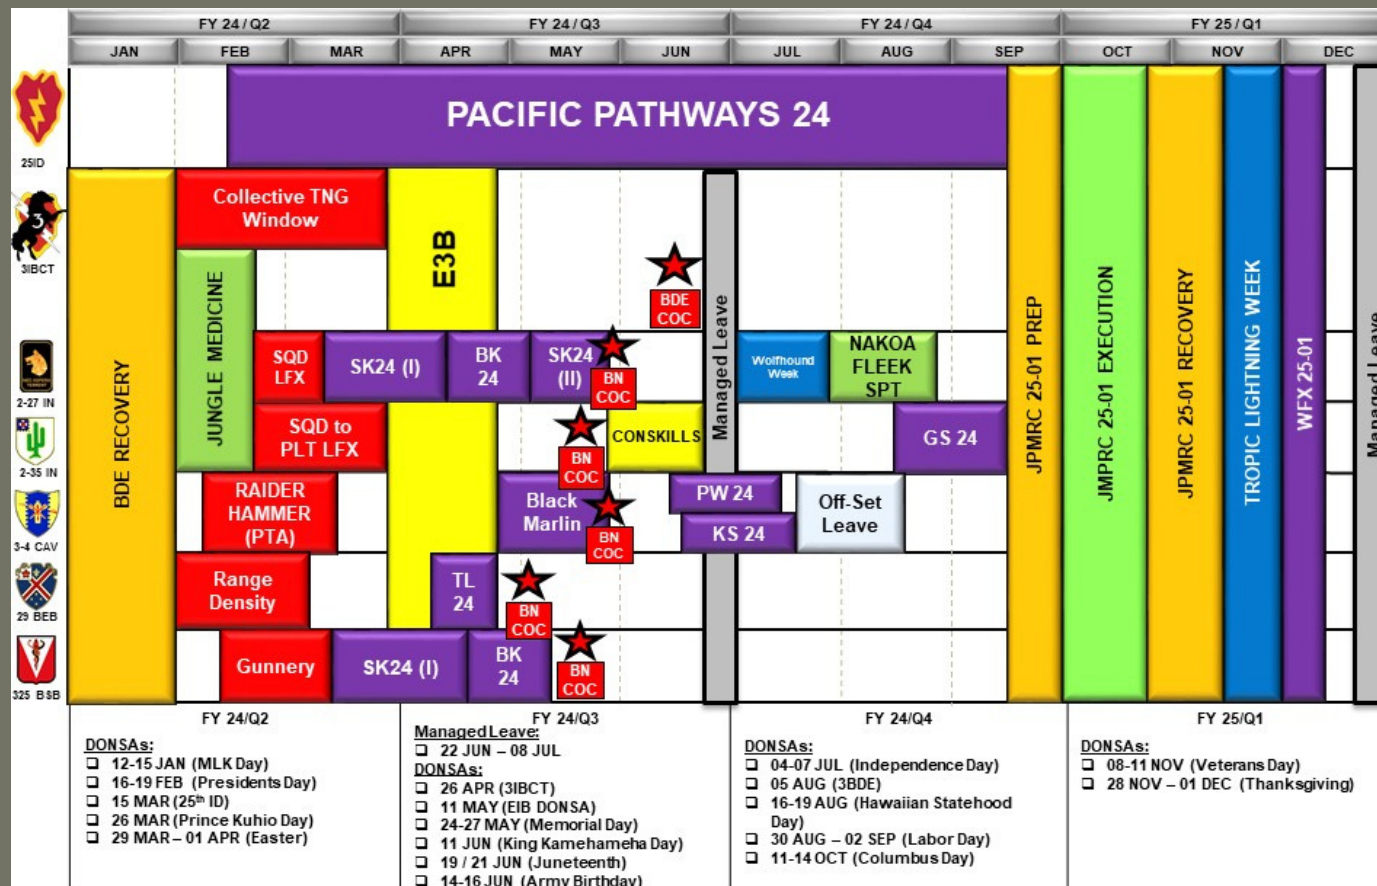 FY 24 / Q2
FY 24 / Q3
FY 24 / Q4
FY 25 / Q1
JAN
FEB
MAR
APR
MAY
JUN
JUL
AUG
SEP
OCT
NOV
DEC
25ID
PACIFIC PATHWAYS 24
3IBCT
3
Collective TNG
Window
E3B
BDE
COC
BDE RECOVERY
JUNGLE MEDICINE
Managed Leave
JPMRC 25-01 PREP
JMPRC 25-01 EXECUTION
JPMRC 25-01 RECOVERY
TROPIC LIGHTNING WEEK
WFX 25-01
Managed Leave
2-27 IN
SQD
LFX
SK24 (I)
BK
24
SK24
(II)
BN
COC
Wolfhound
Week
NAKOA
FLEEK
SPT
2-35 IN
SQD to
PLT LFX
BN
COC
CONSKILLS
GS 24
3-4 CAV
RAIDER
HAMMER
(PTA)
Black
Marlin
BN
COC
PW 24
KS 24
Off-Set
Leave
29 BEB
Range
Density
TL
24
BN
COC
325 BSB
Gunnery
SK24 (I)
BK
24
BN
COC
FY 24/Q2
DONSAs:
❑ 12-15 JAN (MLK Day)
❑ 16-19 FEB (Presidents Day)
❑ 15 MAR (25th ID)
❑ 26 MAR (Prince Kuhio Day)
❑ 29 MAR – 01 APR (Easter)
FY 24/Q3
Managed Leave:
❑ 22 JUN – 08 JUL
DONSAs:
❑ 26 APR (3IBCT)
❑ 11 MAY (EIB DONSA)
❑ 24-27 MAY (Memorial Day)
❑ 11 JUN (King Kamehameha Day)
❑ 19 / 21 JUN (Juneteenth)
❑ 14-16 JUN (Army Birthday)
FY 24/Q4
DONSAs:
❑ 04-07 JUL (Independence Day)
❑ 05 AUG (3BDE)
❑ 16-19 AUG (Hawaiian Statehood
Day)
❑ 30 AUG – 02 SEP (Labor Day)
❑ 11-14 OCT (Columbus Day)
FY 25/Q1
DONSAs:
❑ 08-11 NOV (Veterans Day)
❑ 28 NOV – 01 DEC (Thanksgiving)